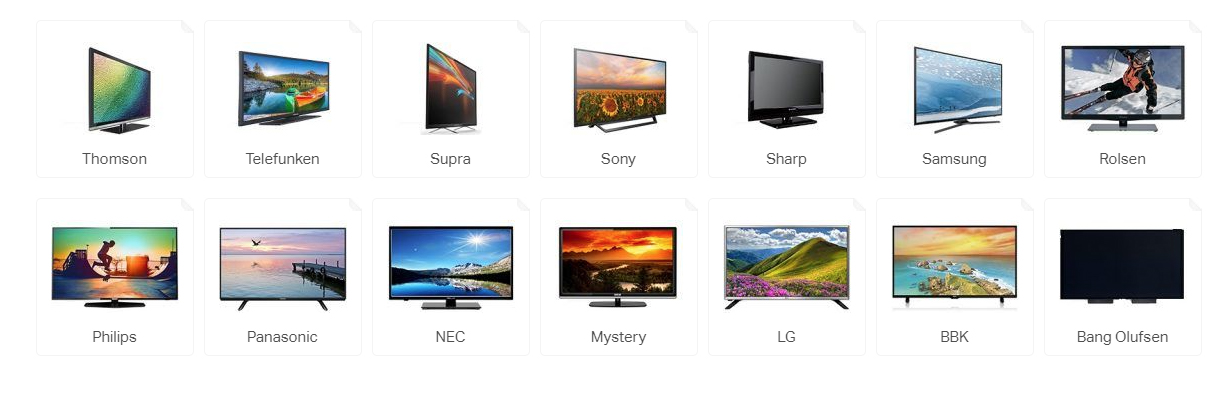 Thomson
Telefunken
Supra
Sony
Sharp
Samsung
Rolsen
Philips
Panasonic
NEC
Mystery
LG
BBK
Bang Olufsen